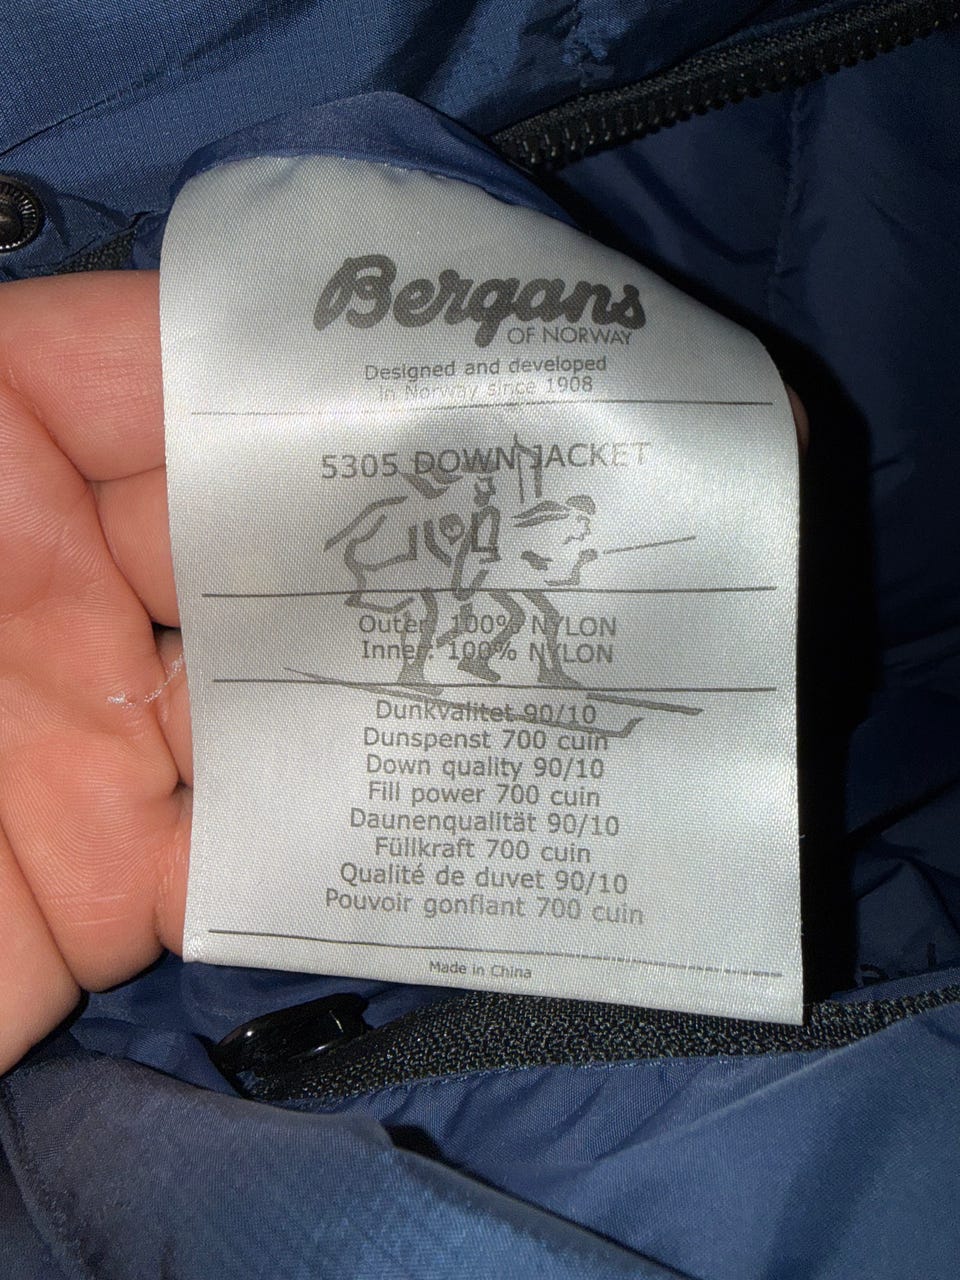 Bergans
OF NORWAY
Designed and developed
in Norway since 1908
5305 DOWN JACKET
Outer: 100% NYLON
Inner: 100% NYLON
Dunkvalitet 90/10
Dunspenst 700 cuin
Down quality 90/10
Fill power 700 cuin
Daunenqualität 90/10
Füllkraft 700 cuin
Qualité de duvet 90/10
Pouvoir gonflant 700 cuin
Made in China